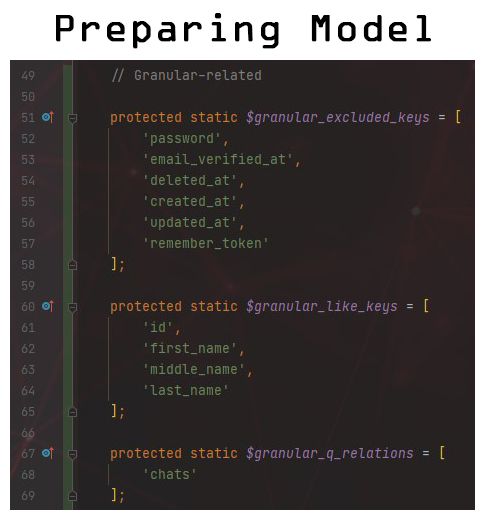 Preparing Model
49 // Granular-related
50
51 protected static $granular_excluded_keys = [
52 'password',
53 'email_verified_at',
54 'deleted_at',
55 'created_at',
56 'updated_at',
57 'remember_token'
58 ];
59
60 protected static $granular_like_keys = [
61 'id',
62 'first_name',
63 'middle_name',
64 'last_name'
65 ];
66
67 protected static $granular_q_relations = [
68 'chats'
69 ];